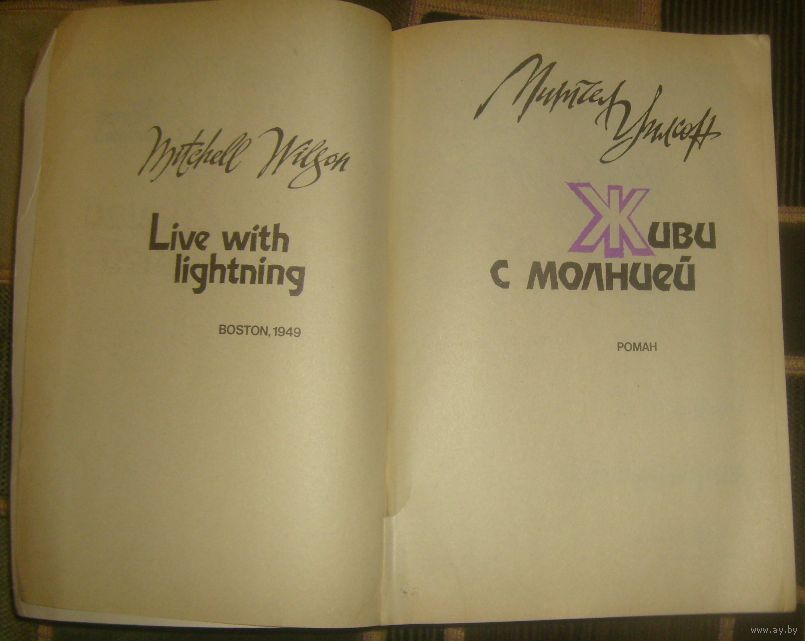 Mitchell Wilson
Live with
lightning
BOSTON, 1949
Митчел Уилсон
Живи
с молнией
РОМАН
www.ay.by